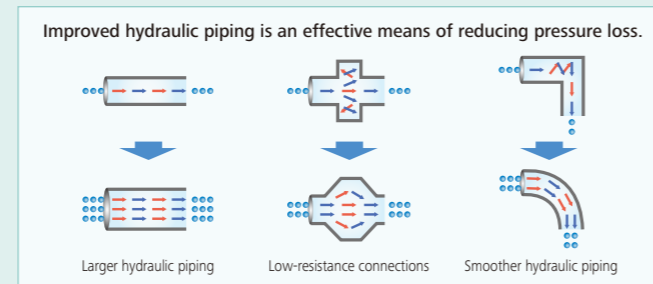 Improved hydraulic piping is an effective means of reducing pressure loss.
Larger hydraulic piping
Low-resistance connections
Smoother hydraulic piping